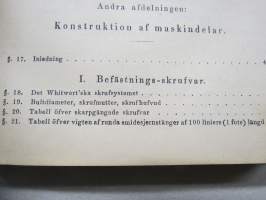 Andra afdelningen:
Konstruktion af maskindelar.
§. 17. Inledning
I. Befästnings-skrufvar.
§. 18. Det Whitwort'ska skrufsystemet
§. 19. Bultdiameter, skrufmutter, skrufhufvud
§. 20. Tabell öfver skarpgängade skrufvar
§. 21. Tabell öfver vigten af runda smidesjernstänger af 100 liniers (1 fots) längd